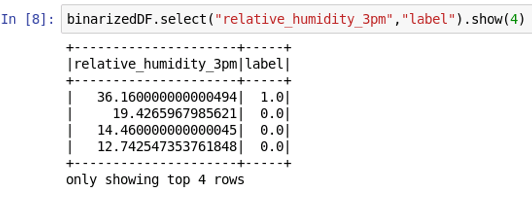 In [8]: binarizedDF.select("relative_humidity_3pm","label").show(4)
+--------------------+-----+
|relative_humidity_3pm|label|
+--------------------+-----+
|   36.160000000000494|  1.0|
|     19.4265967985621|  0.0|
|   14.460000000000045|  0.0|
|   12.742547353761848|  0.0|
+--------------------+-----+
only showing top 4 rows